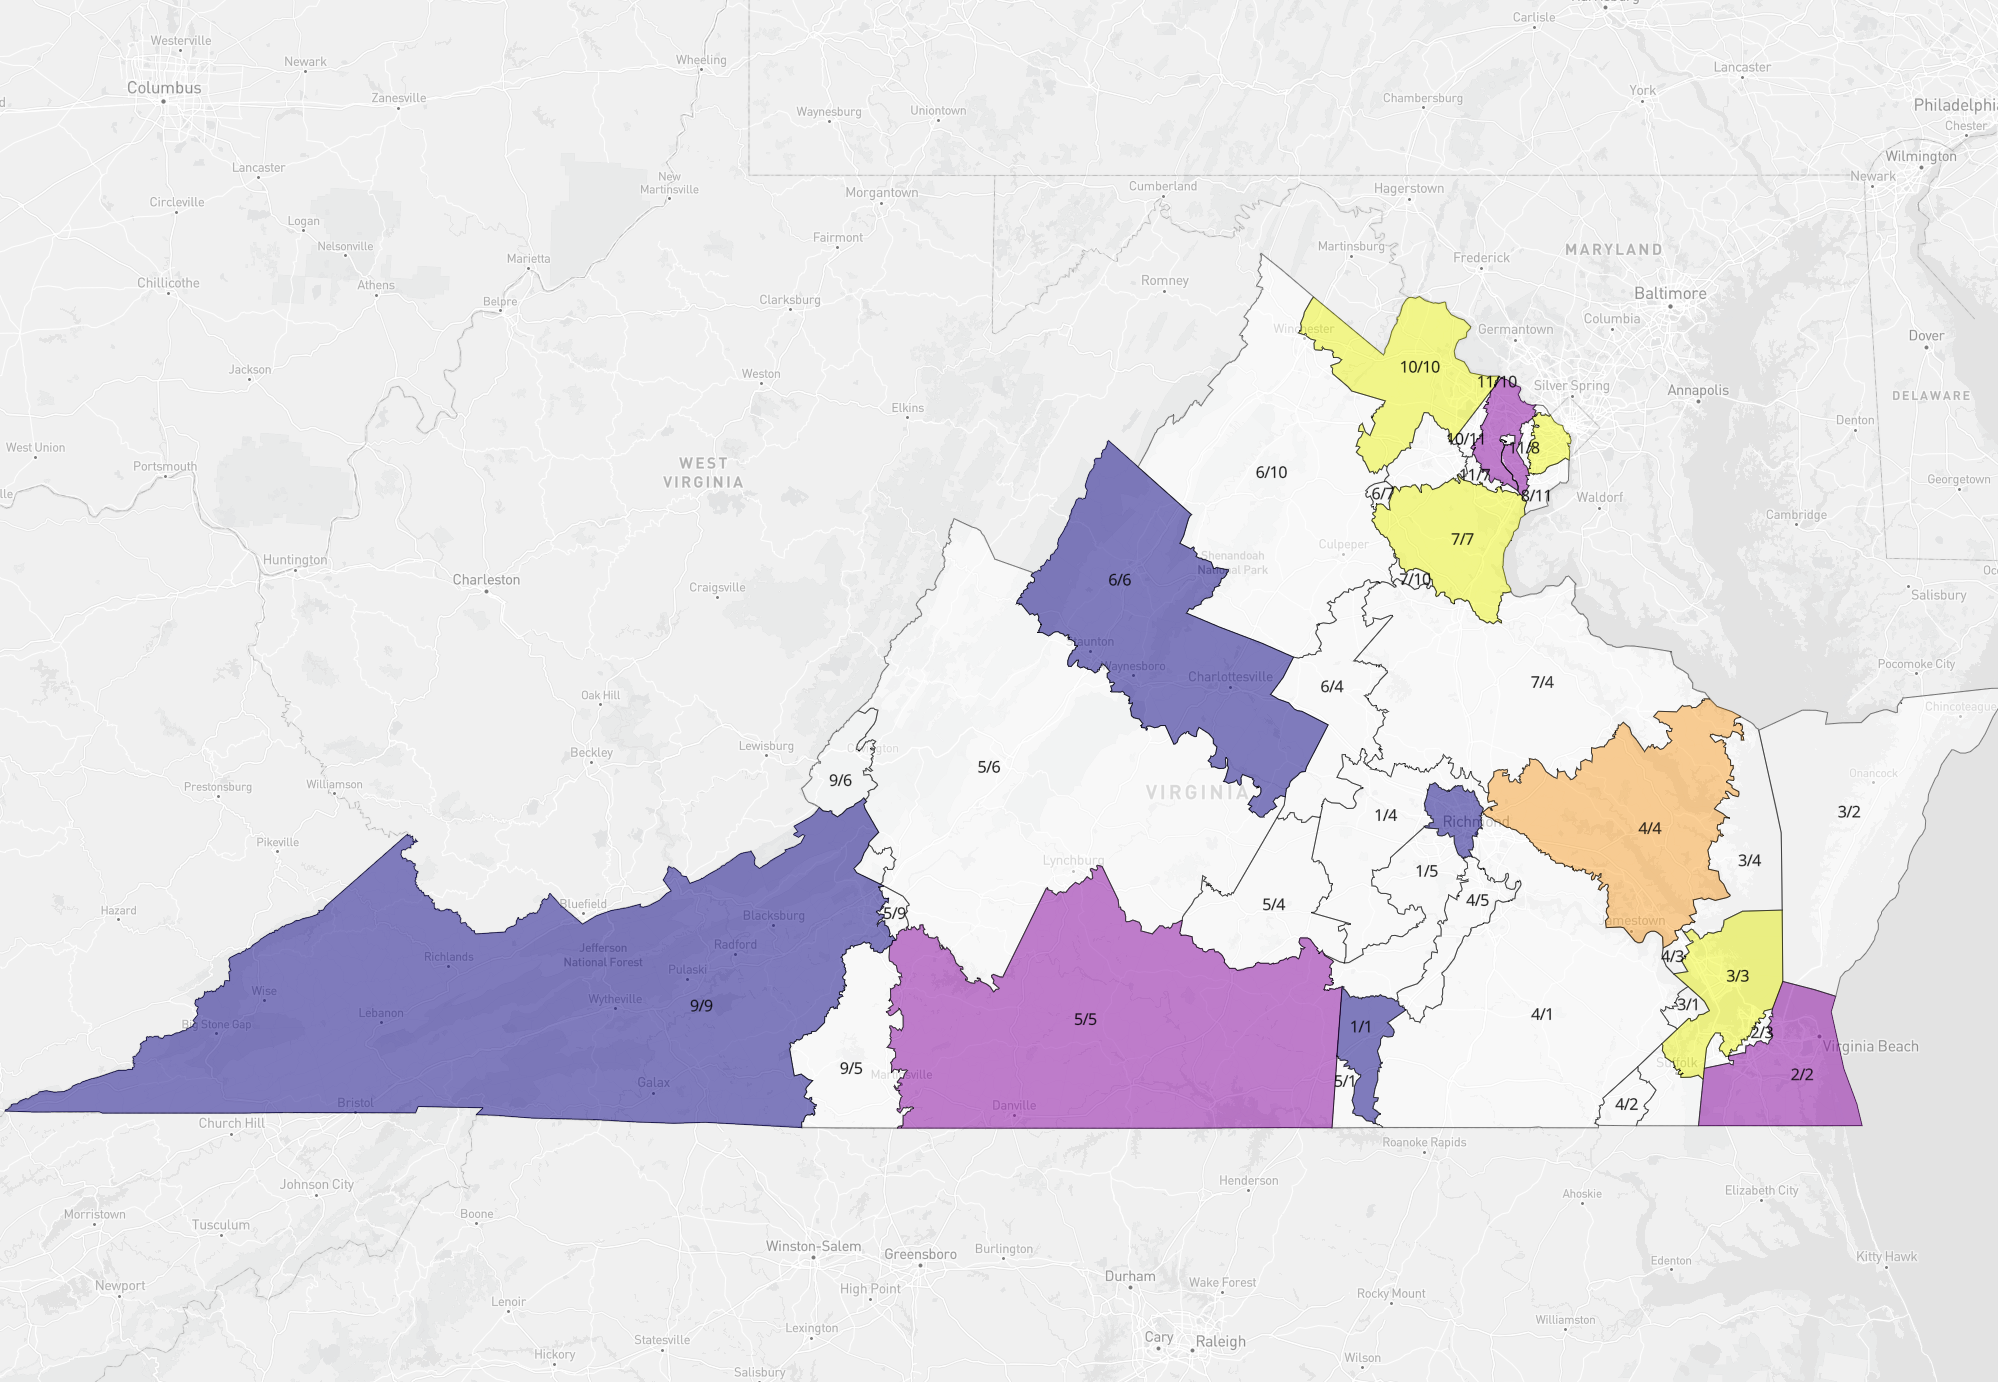 Carlisle
Westerville
Newark
Wheeling
Lancaster
Columbus
Zanesville
York
Chambersburg
Waynesburg
Uniontown
Chester
Wilmington
Lancaster
New
Martinsville
Morgantown
Cumberland
Hagerstown
Newark
Circleville
Logan
Nelsonville
Fairmont
Martinsburg
MARYLAND
Frederick
Marietta
Chillicothe
Athens
Romney
Baltimore
Belpre
Clarksburg
Columbia
Winchester
Germantown
Dover
Jackson
Weston
10/10
11/10
Silver Spring
Annapolis
DELAWARE
Elkins
Denton
West Union
10/11
11/8
Portsmouth
WEST
VIRGINIA
6/10
11/7
Georgetown
6/7
8/11
Waldorf
Cambridge
7/7
Culpeper
Shenandoah
National Park
Huntington
Charleston
6/6
7/10
Craigsville
Salisbury
Waynesboro
Charlottesville
Pocomoke City
Oak Hill
6/4
7/4
Chincoteague
Lewisburg
Covington
Beckley
5/6
9/6
Onancock
Prestonsburg
Williamson
VIRGINIA
1/4
Richmond
4/4
3/2
Pikeville
Lynchburg
1/5
3/4
Hazard
Bluefield
5/9
5/4
4/5
Jamestown
Blacksburg
Jefferson
National Forest
Radford
Richlands
Pulaski
4/3
3/3
Wise
Wytheville
9/9
3/1
Lebanon
Big Stone Gap
5/5
1/1
4/1
2/3
Virginia Beach
9/5
Martinsville
5/1
Suffolk
2/2
Galax
Bristol
Danville
4/2
Church Hill
Roanoke Rapids
Johnson City
Henderson
Ahoskie
Elizabeth City
Morristown
Boone
Tusculum
Winston-Salem
Greensboro
Burlington
Edenton
Kitty Hawk
Newport
High Point
Durham
Wake Forest
Rocky Mount
Lenoir
Williamston
Statesville
Lexington
Cary
Raleigh
Hickory
Salisbury
Wilson